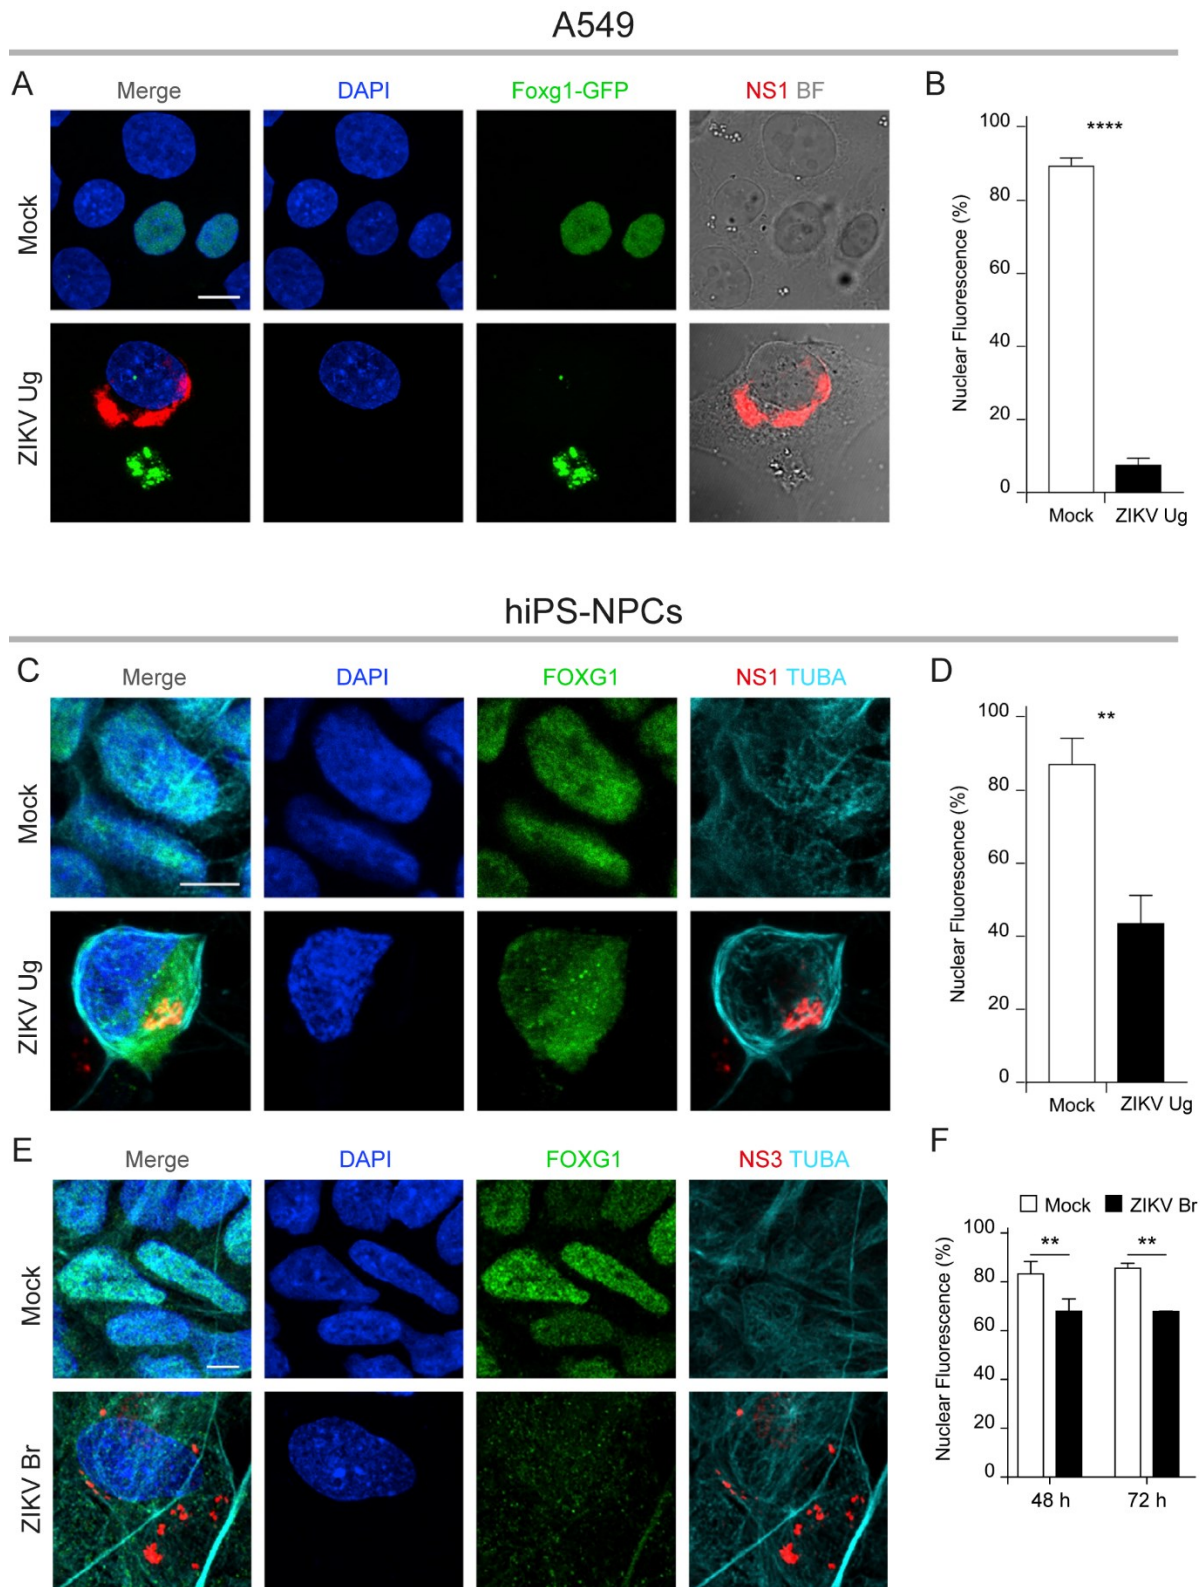 A549
A
Merge
DAPI
Foxg1-GFP
NS1 BF
Mock
ZIKV Ug
B
Nuclear Fluorescence (%)
100
80
60
40
20
0
****
Mock
ZIKV Ug
hiPS-NPCs
C
Merge
DAPI
FOXG1
NS1 TUBA
Mock
ZIKV Ug
D
Nuclear Fluorescence (%)
100
80
60
40
20
0
**
Mock
ZIKV Ug
E
Merge
DAPI
FOXG1
NS3 TUBA
Mock
ZIKV Br
F
Mock
ZIKV Br
Nuclear Fluorescence (%)
100
80
60
40
20
0
**
**
48 h
72 h